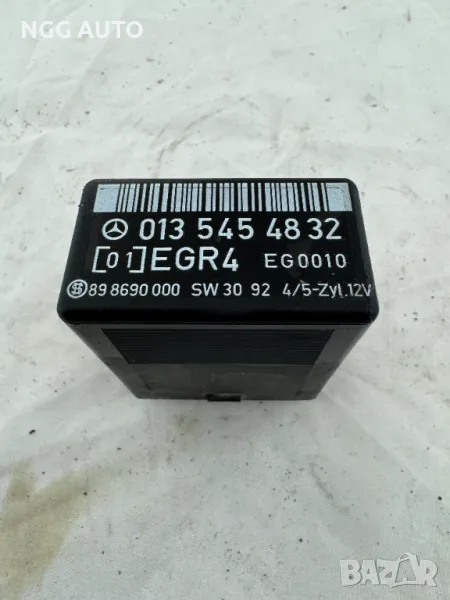 NGG AUTO
013 545 48 32
[01]EGR4 EG0010
89 8690 000 SW 30 92 4/5-Zyl.12V
bazar